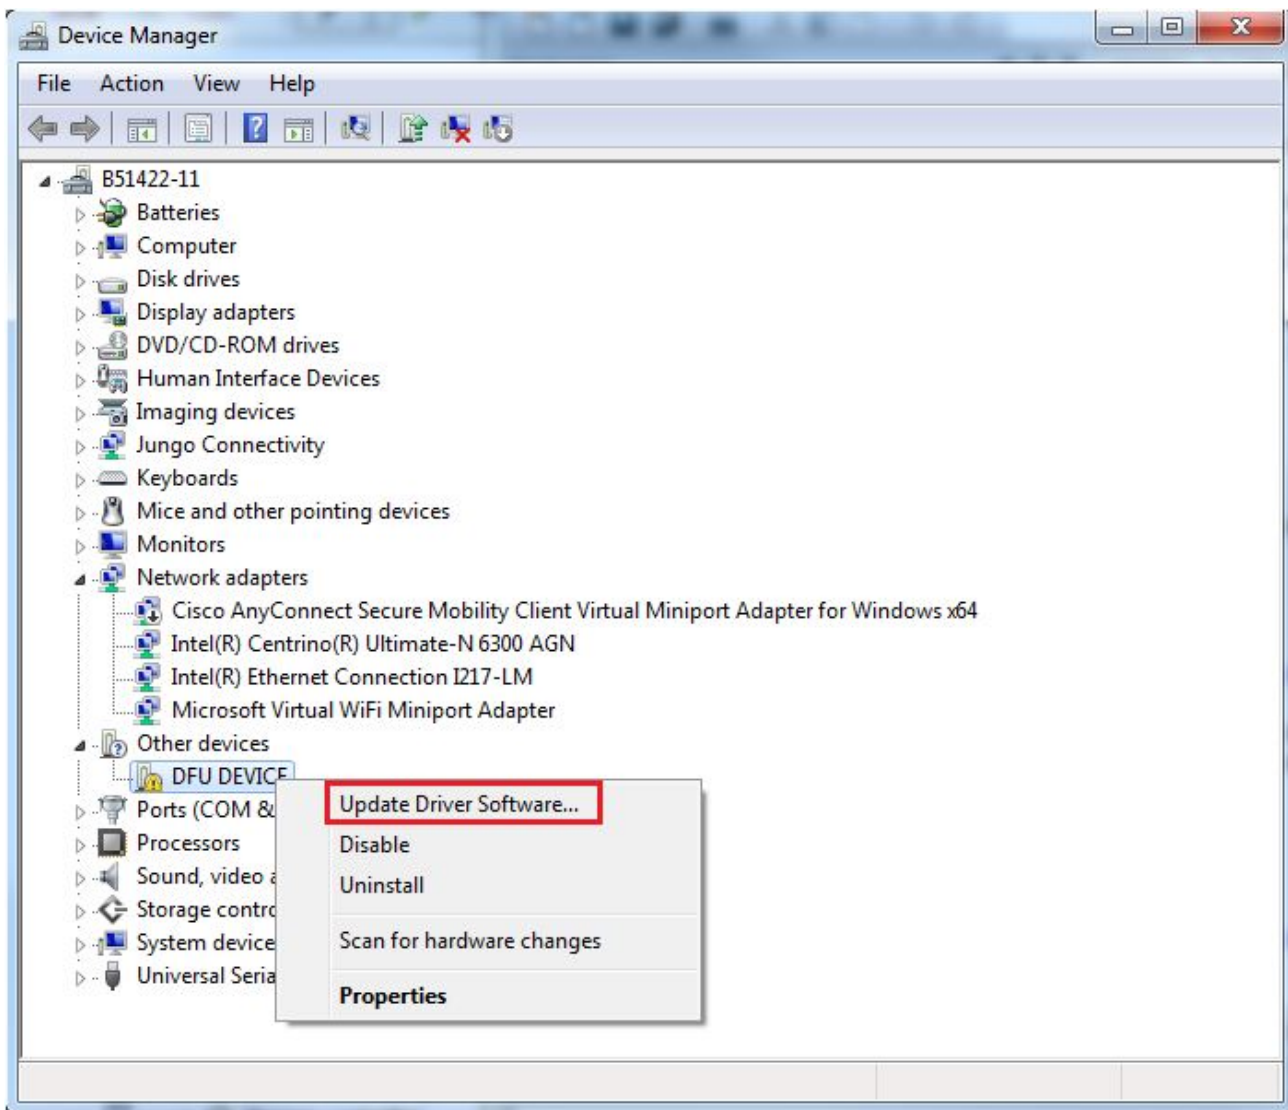 Device Manager
File Action View Help
B51422-11
Batteries
Computer
Disk drives
Display adapters
DVD/CD-ROM drives
Human Interface Devices
Imaging devices
Jungo Connectivity
Keyboards
Mice and other pointing devices
Monitors
Network adapters
Cisco AnyConnect Secure Mobility Client Virtual Miniport Adapter for Windows x64
Intel(R) Centrino(R) Ultimate-N 6300 AGN
Intel(R) Ethernet Connection I217-LM
Microsoft Virtual WiFi Miniport Adapter
Other devices
DFU DEVICE
Ports (COM &
Processors
Sound, video
Storage
System
Universal
Update Driver Software...
Disable
Uninstall
Scan for hardware changes
Properties